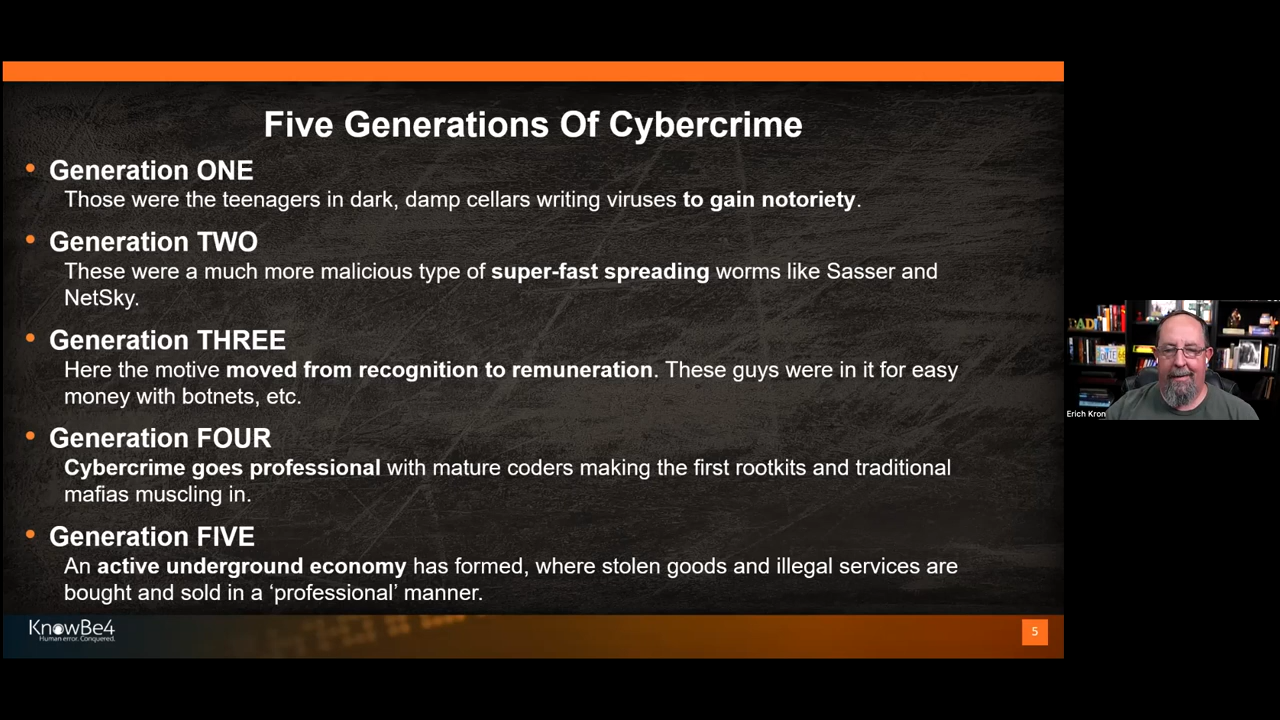 Five Generations Of Cybercrime
• Generation ONE
Those were the teenagers in dark, damp cellars writing viruses to gain notoriety.
• Generation TWO
These were a much more malicious type of super-fast spreading worms like Sasser and
NetSky.
• Generation THREE
Here the motive moved from recognition to remuneration. These guys were in it for easy
money with botnets, etc.
• Generation FOUR
Cybercrime goes professional with mature coders making the first rootkits and traditional
mafias muscling in.
• Generation FIVE
An active underground economy has formed, where stolen goods and illegal services are
bought and sold in a ‘professional’ manner.
KnowBe4
Human error. Conquered.
5
Erich Kron